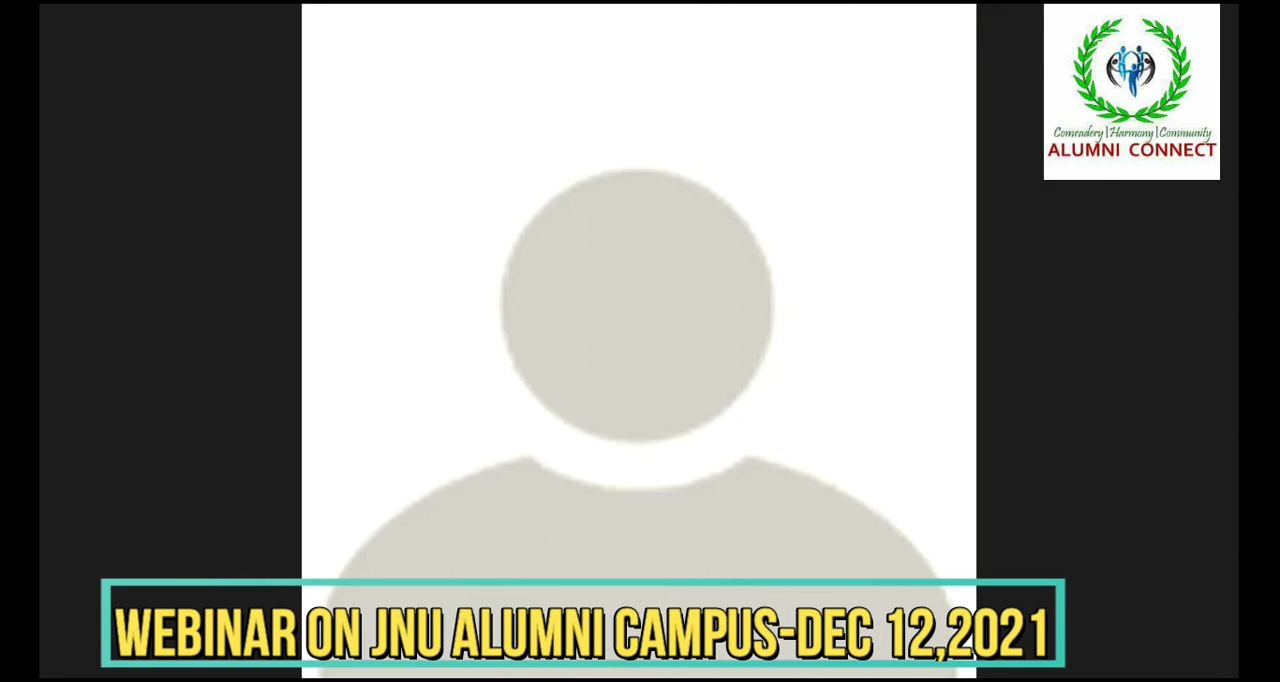 Comradery|Harmony|Community
ALUMNI CONNECT
WEBINAR ON JNU ALUMNI CAMPUS-DEC 12,2021